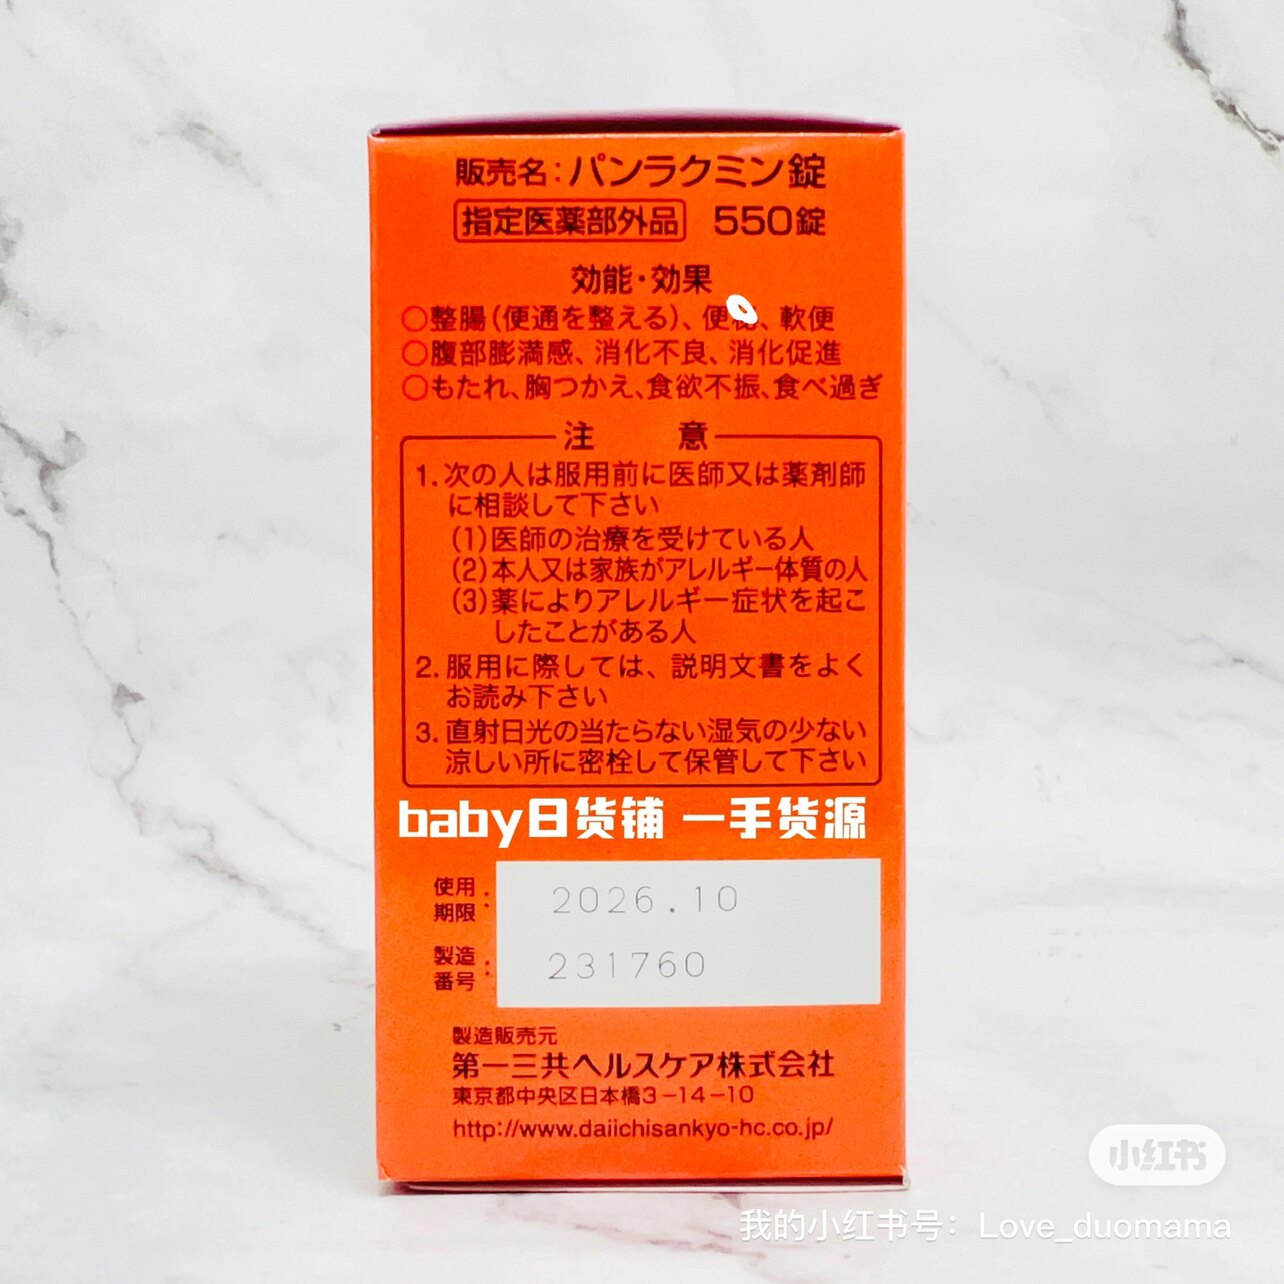 販売名：パンラクミン錠
指定医薬部外品 550錠
効能・効果
○整腸（便通を整える）、便秘、軟便
○腹部膨満感、消化不良、消化促進
○もたれ、胸つかえ、食欲不振、食べ過ぎ
注 意
1. 次の人は服用前に医師又は薬剤師
に相談して下さい
(1)医師の治療を受けている人
(2)本人又は家族がアレルギー体質の人
(3)薬によりアレルギー症状を起こ
したことがある人
2. 服用に際しては、説明文書をよく
お読み下さい
3. 直射日光の当たらない湿気の少ない
涼しい所に密栓して保管して下さい
baby日货铺 一手货源
使用
期限：2026.10
製造
番号：231760
製造販売元
第一三共ヘルスケア株式会社
東京都中央区日本橋3-14-10
http://www.daiichisankyo-hc.co.jp/
小红书
我的小红书号：Love_duomama